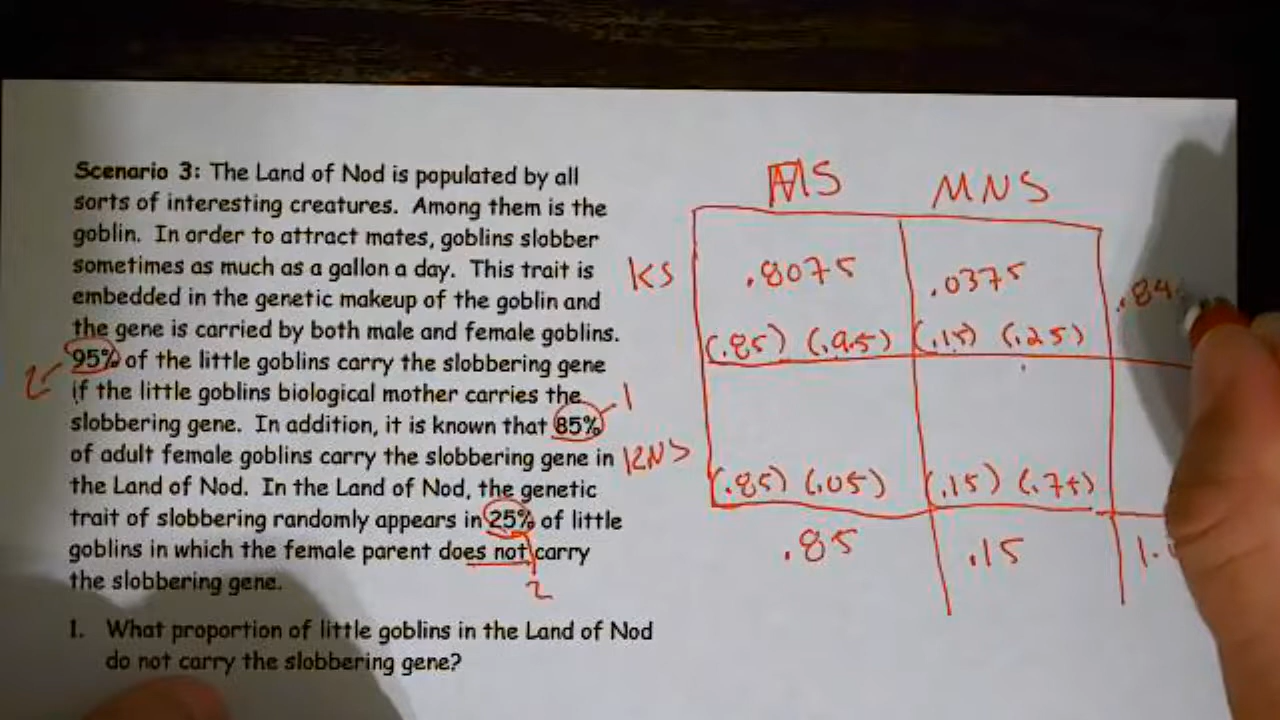 Scenario 3: The Land of Nod is populated by all
sorts of interesting creatures. Among them is the
goblin. In order to attract mates, goblins slobber
sometimes as much as a gallon a day. This trait is
embedded in the genetic makeup of the goblin and
the gene is carried by both male and female goblins.
95% of the little goblins carry the slobbering gene
if the little goblins biological mother carries the
slobbering gene. In addition, it is known that 85%
of adult female goblins carry the slobbering gene in
the Land of Nod. In the Land of Nod, the genetic
trait of slobbering randomly appears in 25% of little
goblins in which the female parent does not carry
the slobbering gene.
1. What proportion of little goblins in the Land of Nod
do not carry the slobbering gene?
2
1
2
MS MNS
KS .8075 .0375 .84
(.85) (.95) (.15) (.25)
KNS
(.85) (.05) (.15) (.75)
.85 .15 1.